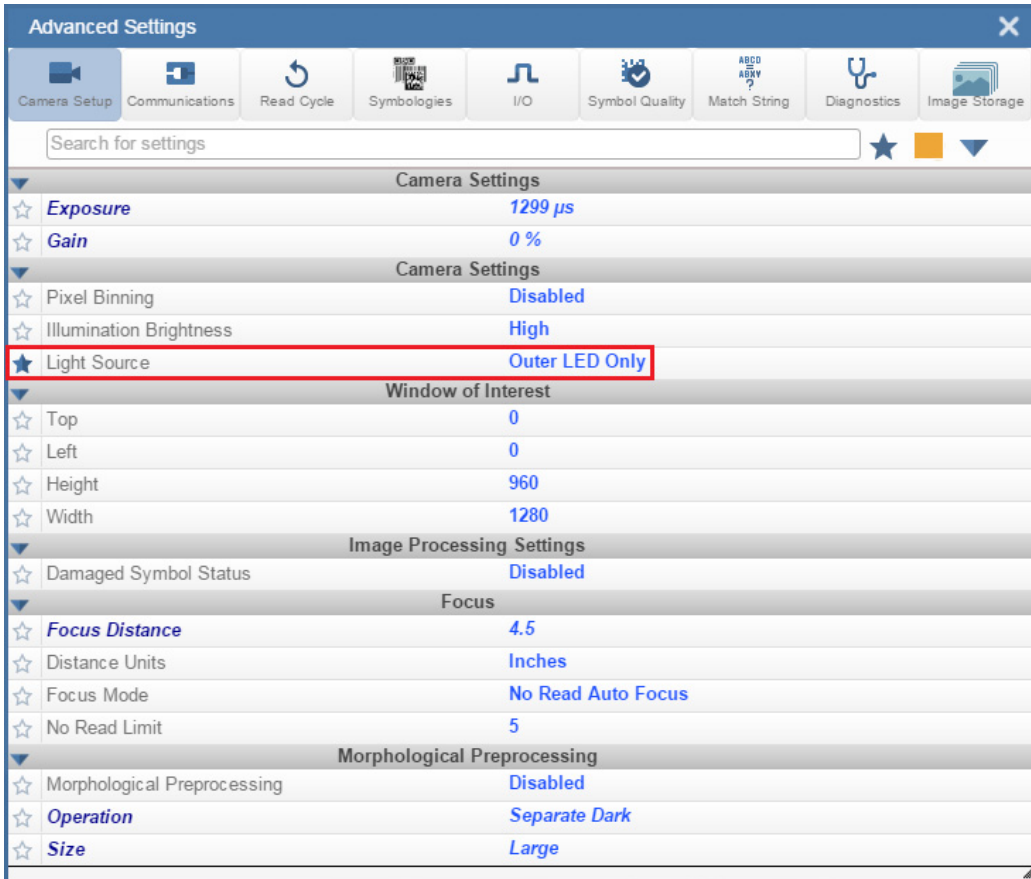 Advanced Settings
Camera Setup Communications Read Cycle Symbologies I/O Symbol Quality Match String Diagnostics Image Storage
ABCD
ABXY
?
Search for settings
Camera Settings
Exposure 1299 µs
Gain 0 %
Camera Settings
Pixel Binning Disabled
Illumination Brightness High
Light Source Outer LED Only
Window of Interest
Top 0
Left 0
Height 960
Width 1280
Image Processing Settings
Damaged Symbol Status Disabled
Focus
Focus Distance 4.5
Distance Units Inches
Focus Mode No Read Auto Focus
No Read Limit 5
Morphological Preprocessing
Morphological Preprocessing Disabled
Operation Separate Dark
Size Large